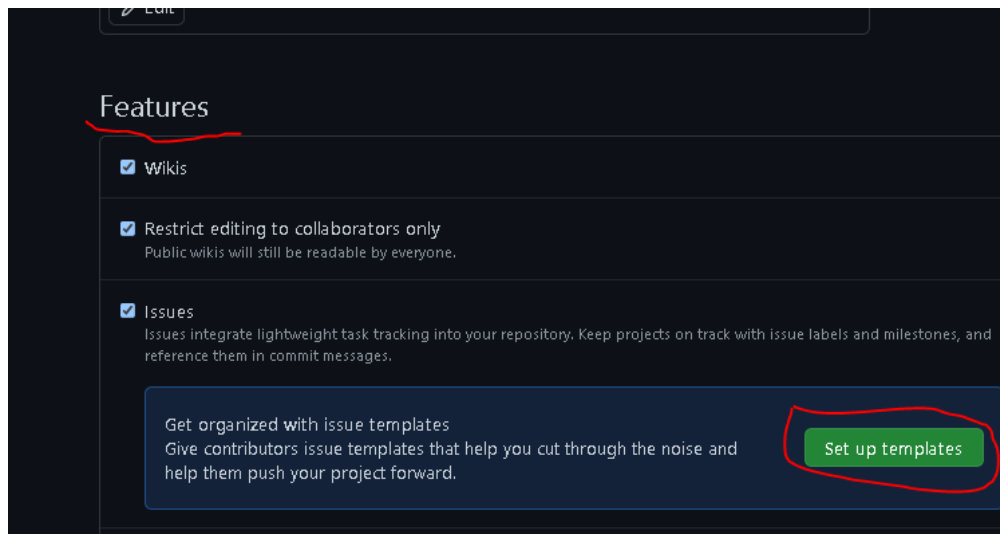 Edit
Features
Wikis
Restrict editing to collaborators only
Public wikis will still be readable by everyone.
Issues
Issues integrate lightweight task tracking into your repository. Keep projects on track with issue labels and milestones, and
reference them in commit messages.
Get organized with issue templates
Give contributors issue templates that help you cut through the noise and
help them push your project forward.
Set up templates